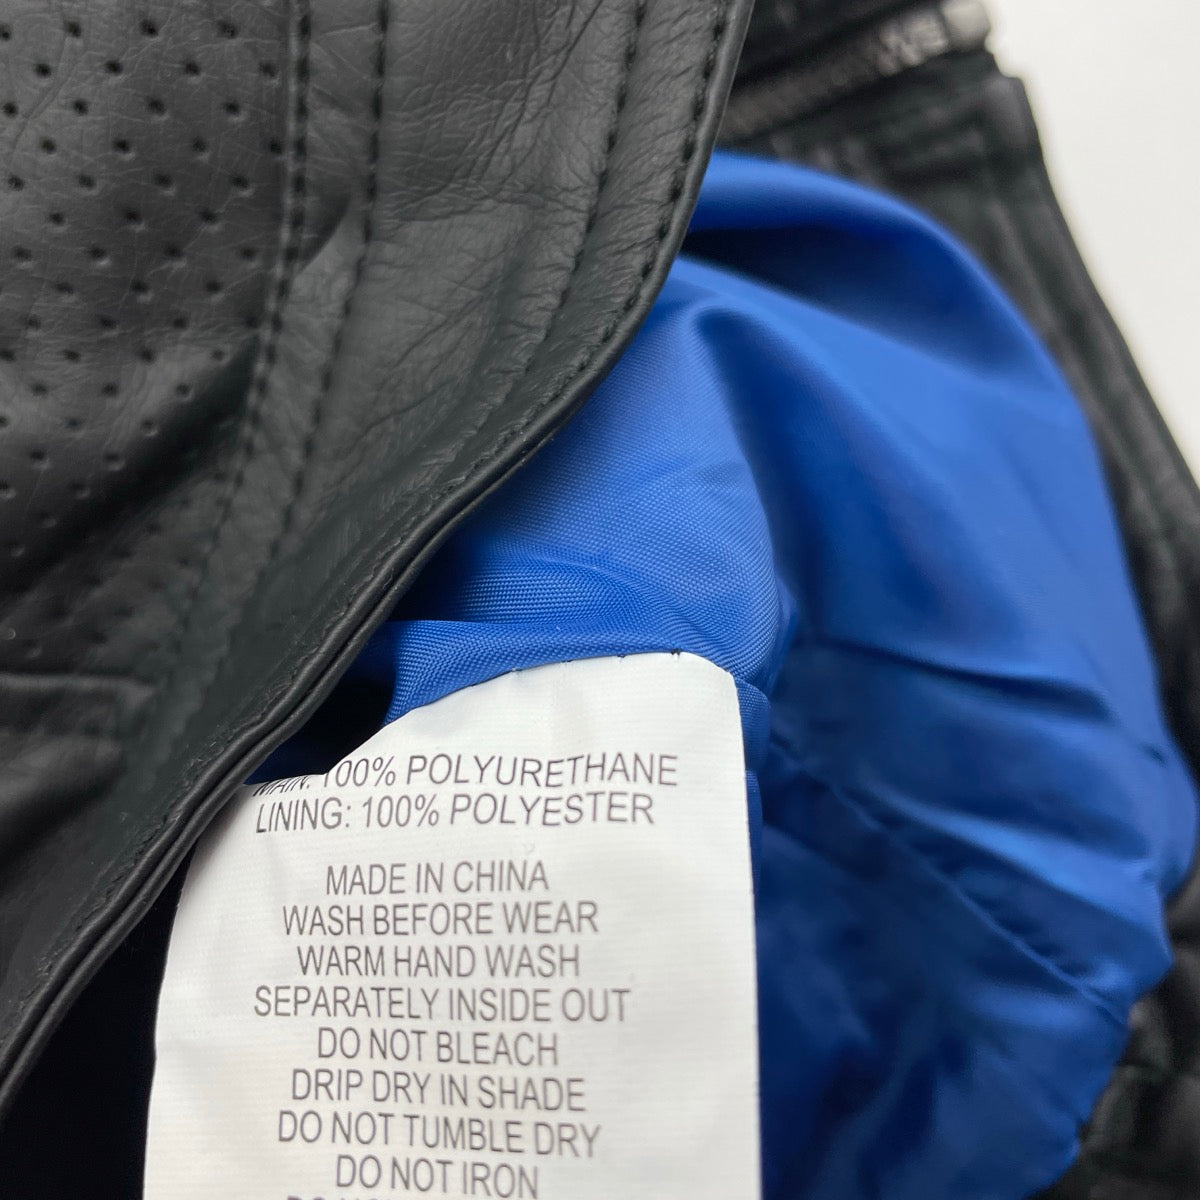 MAIN: 100% POLYURETHANE
LINING: 100% POLYESTER
MADE IN CHINA
WASH BEFORE WEAR
WARM HAND WASH
SEPARATELY INSIDE OUT
DO NOT BLEACH
DRIP DRY IN SHADE
DO NOT TUMBLE DRY
DO NOT IRON